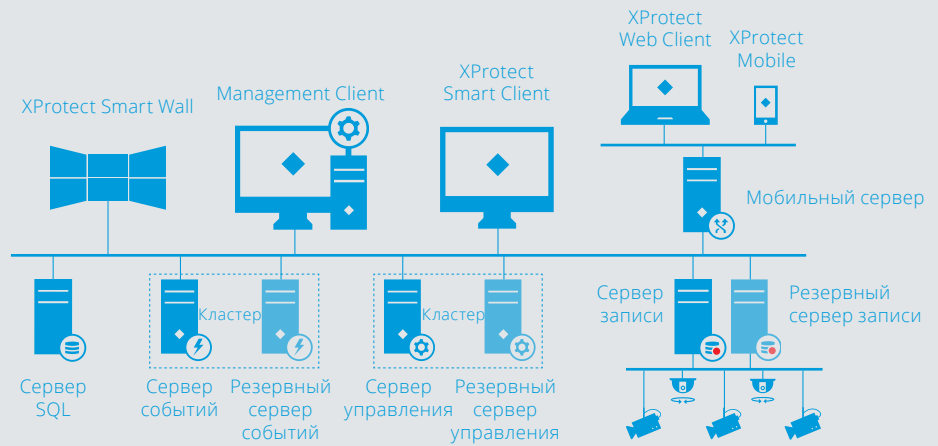 XProtect
Web Client
XProtect
Mobile
XProtect
Smart Client
Management Client
XProtect Smart Wall
Мобильный сервер
Кластер
Кластер
Сервер
записи
Резервный
сервер записи
Сервер
SQL
Сервер
событий
Резервный
сервер
событий
Сервер
управления
Резервный
сервер
управления